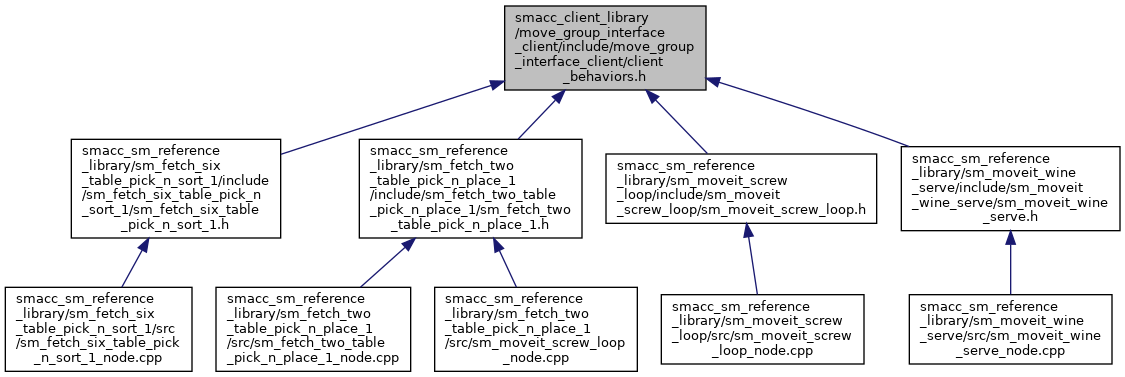 smacc_client_library
/move_group_interface
_client/include/move_group
_interface_client/client
_behaviors.h
smacc_sm_reference
_library/sm_fetch_six
_table_pick_n_sort_1/include
/sm_fetch_six_table_pick_n
_sort_1/sm_fetch_six_table
_pick_n_sort_1.h
smacc_sm_reference
_library/sm_fetch_two
_table_pick_n_place_1
/include/sm_fetch_two_table
_pick_n_place_1/sm_fetch_two
_table_pick_n_place_1.h
smacc_sm_reference
_library/sm_moveit_screw
_loop/include/sm_moveit
_screw_loop/sm_moveit_screw_loop.h
smacc_sm_reference
_library/sm_moveit_wine
_serve/include/sm_moveit
_wine_serve/sm_moveit_wine
_serve.h
smacc_sm_reference
_library/sm_fetch_six
_table_pick_n_sort_1/src
/sm_fetch_six_table_pick
_n_sort_1_node.cpp
smacc_sm_reference
_library/sm_fetch_two
_table_pick_n_place_1
/src/sm_fetch_two_table
_pick_n_place_1_node.cpp
smacc_sm_reference
_library/sm_fetch_two
_table_pick_n_place_1
/src/sm_moveit_screw_loop
_node.cpp
smacc_sm_reference
_library/sm_moveit_screw
_loop/src/sm_moveit_screw
_loop_node.cpp
smacc_sm_reference
_library/sm_moveit_wine
_serve/src/sm_moveit_wine
_serve_node.cpp